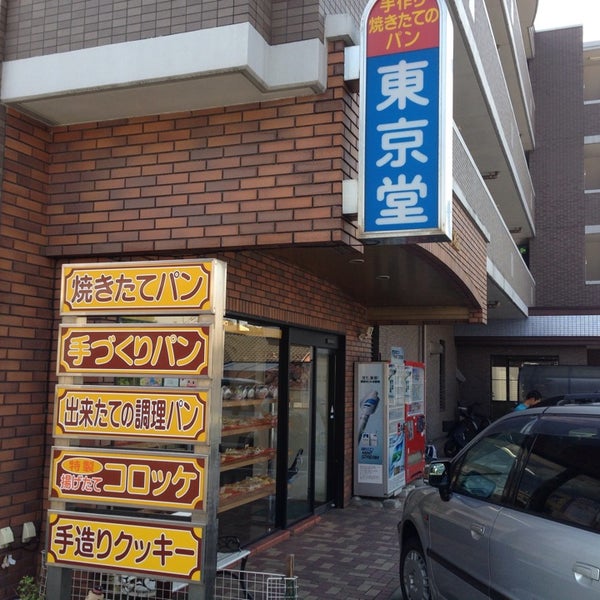 手作り
焼きたての
パン
東京堂
焼きたてパン
手づくりパン
出来たての調理パン
特製
揚げたて
コロッケ
手造りクッキー